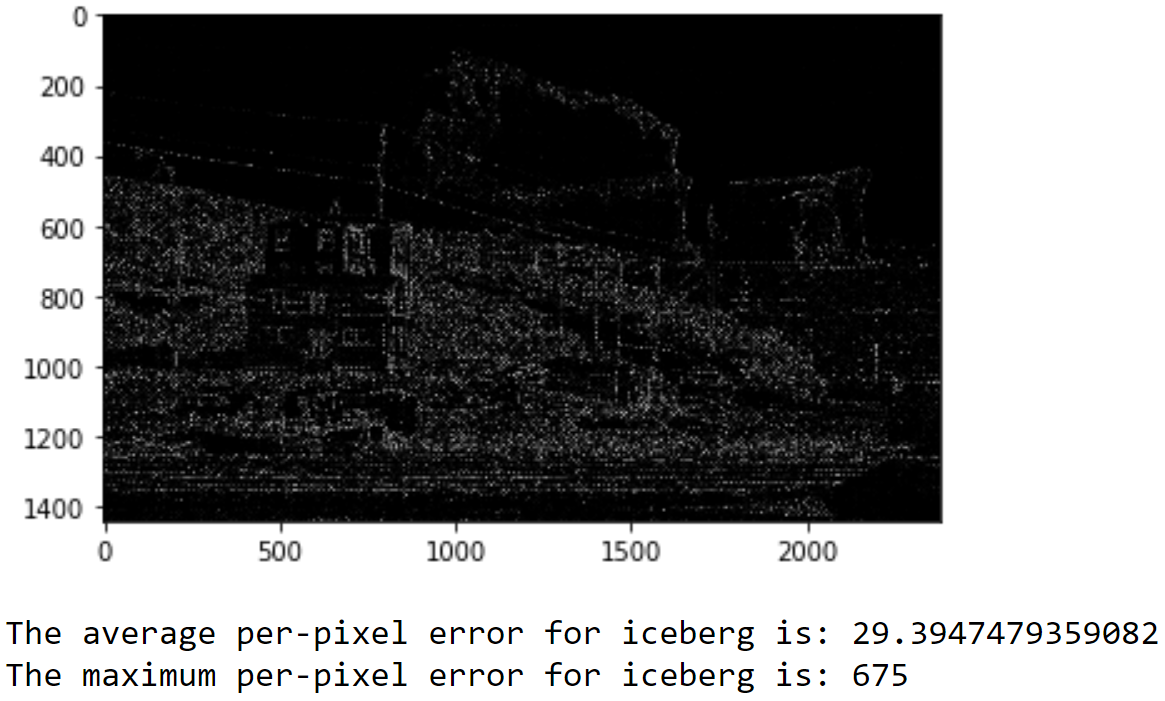 0
200
400
600
800
1000
1200
1400
0 500 1000 1500 2000
The average per-pixel error for iceberg is: 29.3947479359082
The maximum per-pixel error for iceberg is: 675